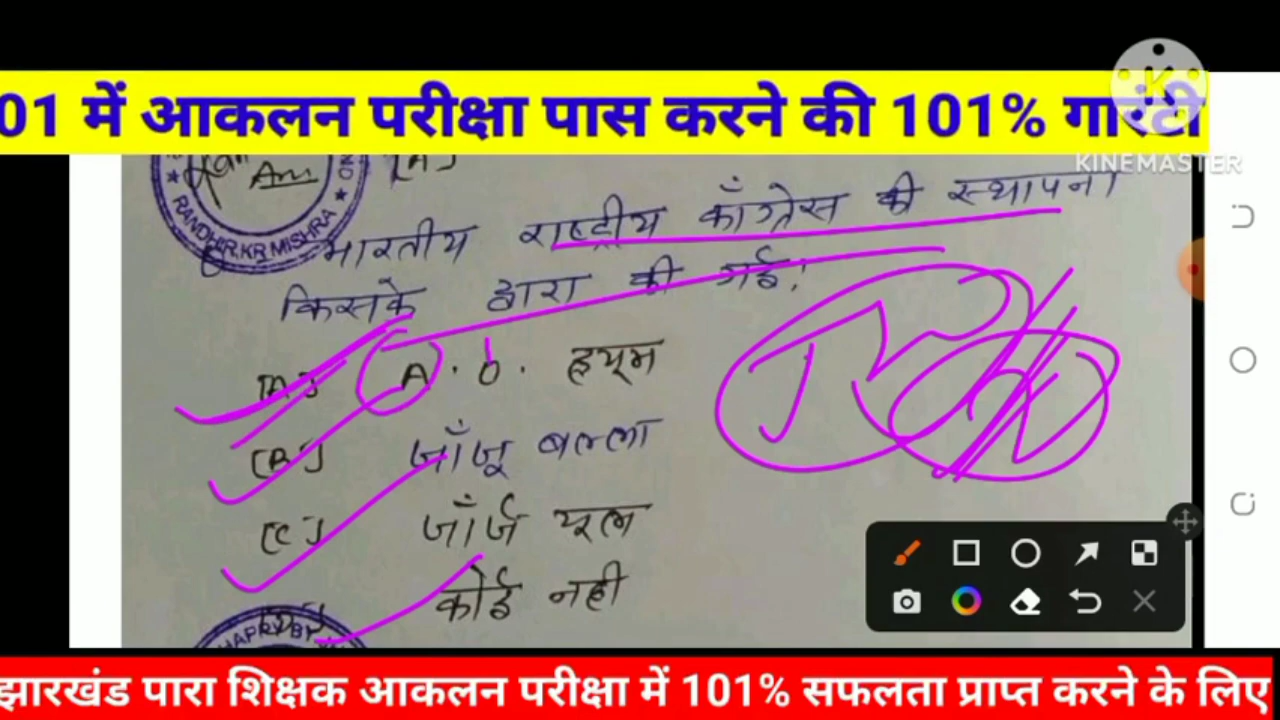 01 में आकलन परीक्षा पास करने की 101% गारंटी
KINEMASTER
Ans [A]
RANDHIR.KR MISHRA
भारतीय राष्ट्रीय काँग्रेस की स्थापना
किसके द्वारा की गई!
[A] A. O. ह्यूम
[B] जाँजू बल्ला
[C] जाँर्ज यूल
[D] कोई नही
झारखंड पारा शिक्षक आकलन परीक्षा में 101% सफलता प्राप्त करने के लिए